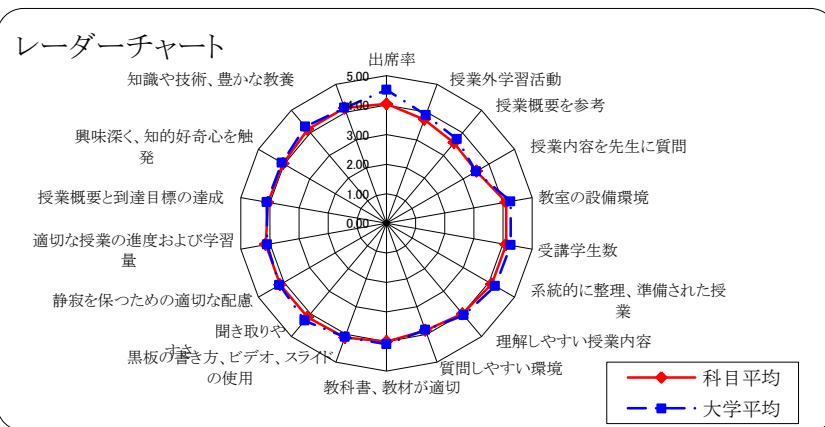 レーダーチャート
出席率
授業外学習活動
授業概要を参考
授業内容を先生に質問
教室の設備環境
受講学生数
系統的に整理、準備された授
業
理解しやすい授業内容
質問しやすい環境
教科書、教材が適切
黒板の書き方、ビデオ、スライド
の使用
聞き取りや
すさ
静寂を保つための適切な配慮
適切な授業の進度および学習
量
授業概要と到達目標の達成
興味深く、知的好奇心を触
発
知識や技術、豊かな教養
5.00
4.00
3.00
2.00
1.00
0.00
科目平均
大学平均